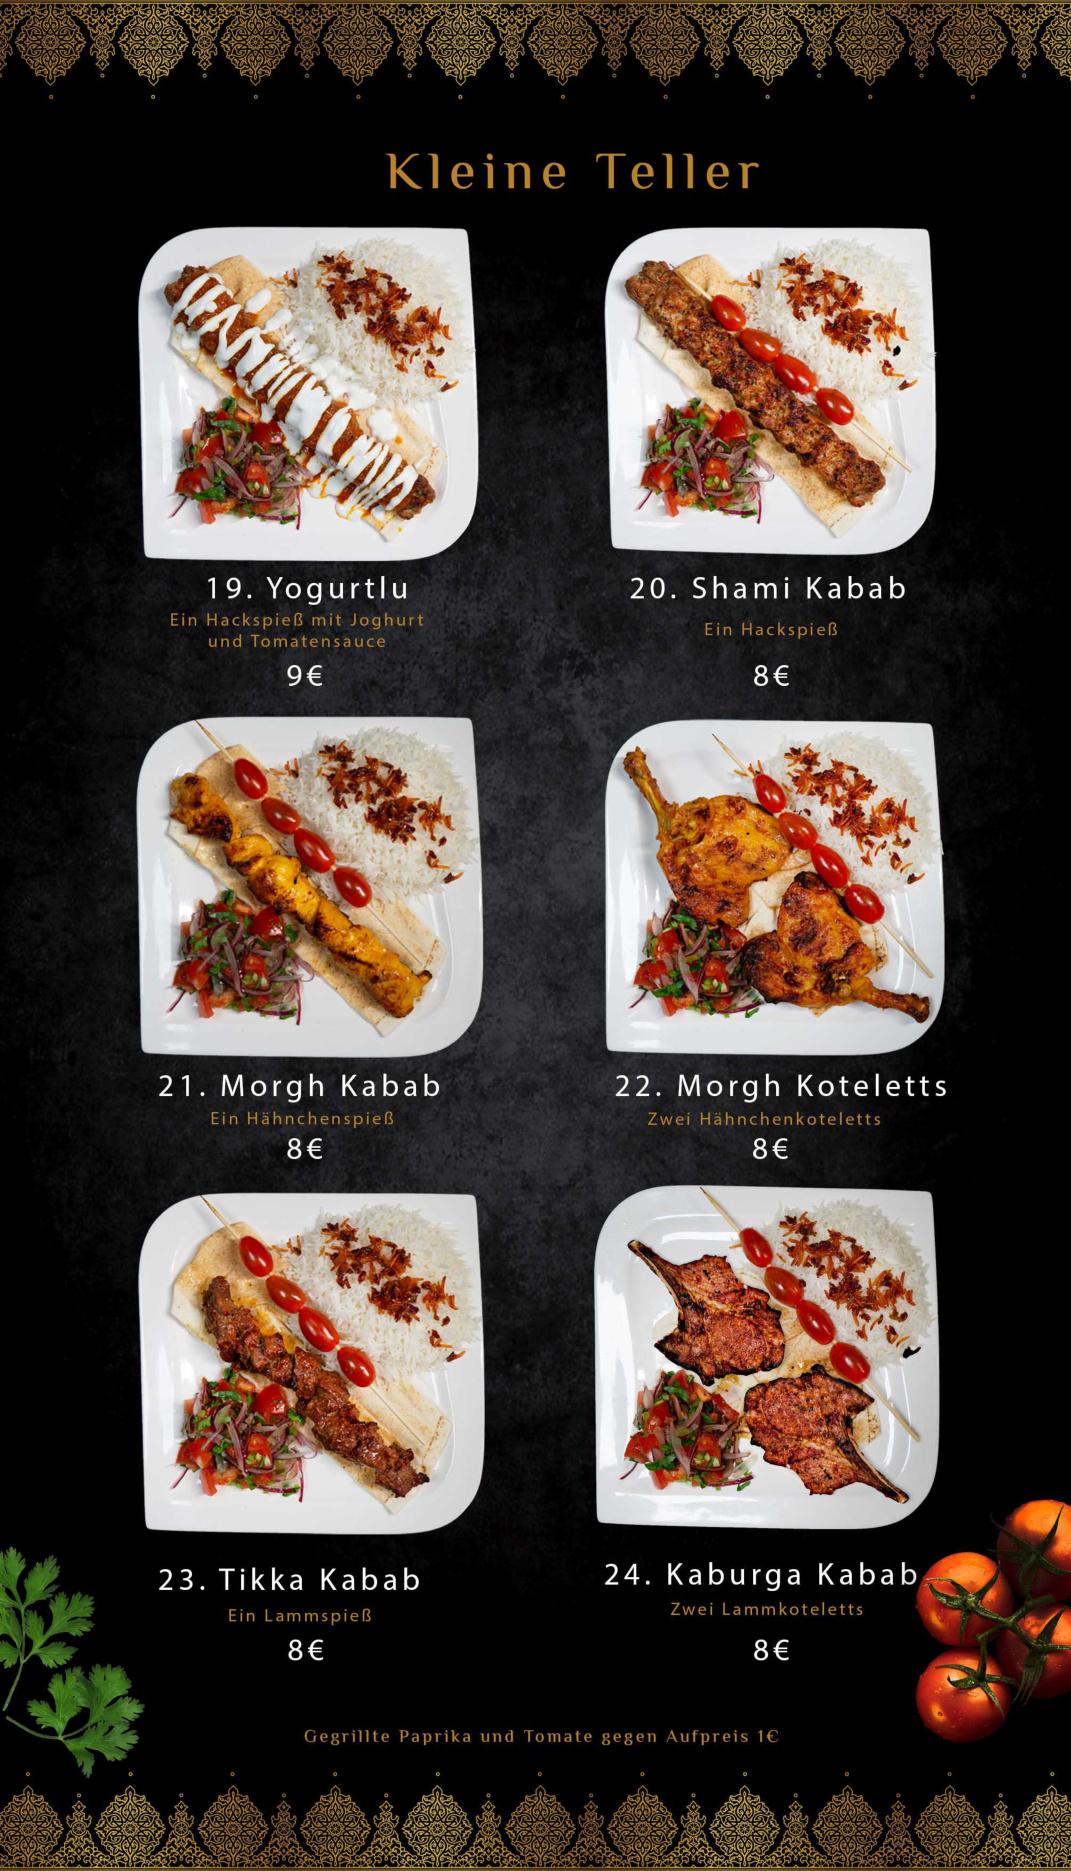 Kleine Teller
19. Yogurtlu
Ein Hackspieß mit Joghurt
und Tomatensauce
9€
20. Shami Kabab
Ein Hackspieß
8€
21. Morgh Kabab
Ein Hähnchenspieß
8€
22. Morgh Koteletts
Zwei Hähnchenkoteletts
8€
23. Tikka Kabab
Ein Lammspieß
8€
24. Kaburga Kabab
Zwei Lammkoteletts
8€
Gegrillte Paprika und Tomate gegen Aufpreis 1€